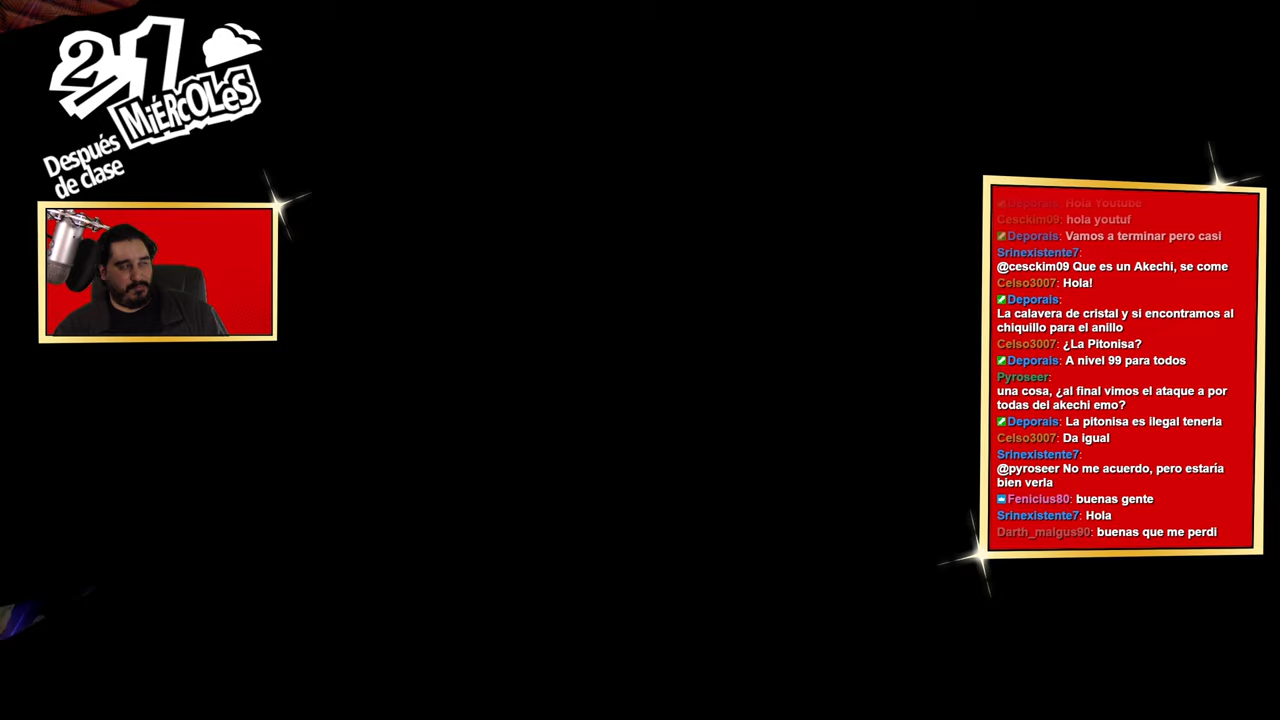 21
MiÉRcOLeS
Después
de clase
Deporais: Hola Youtube
Cesckim09: hola youtuf
Deporais: Vamos a terminar pero casi
Srinexistente7:
@cesckim09 Que es un Akechi, se come
Celso3007: Hola!
Deporais:
La calavera de cristal y si encontramos al
chiquillo para el anillo
Celso3007: ¿La Pitonisa?
Deporais: A nivel 99 para todos
Pyroseer:
una cosa, ¿al final vimos el ataque a por
todas del akechi emo?
Deporais: La pitonisa es ilegal tenerla
Celso3007: Da igual
Srinexistente7:
@pyroseer No me acuerdo, pero estaría
bien verla
Fenicius80: buenas gente
Srinexistente7: Hola
Darth_malgus90: buenas que me perdi